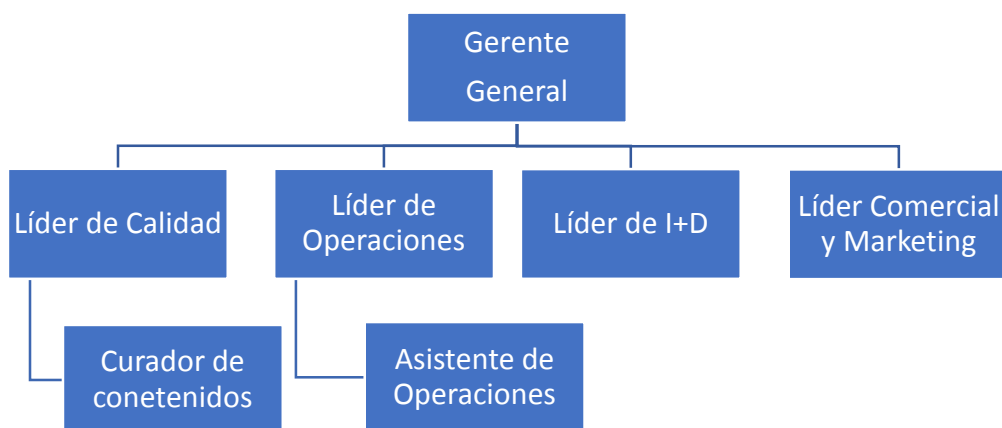 Gerente
General
Líder de Calidad
Líder de
Operaciones
Líder de I+D
Líder Comercial
y Marketing
Curador de
conetenidos
Asistente de
Operaciones